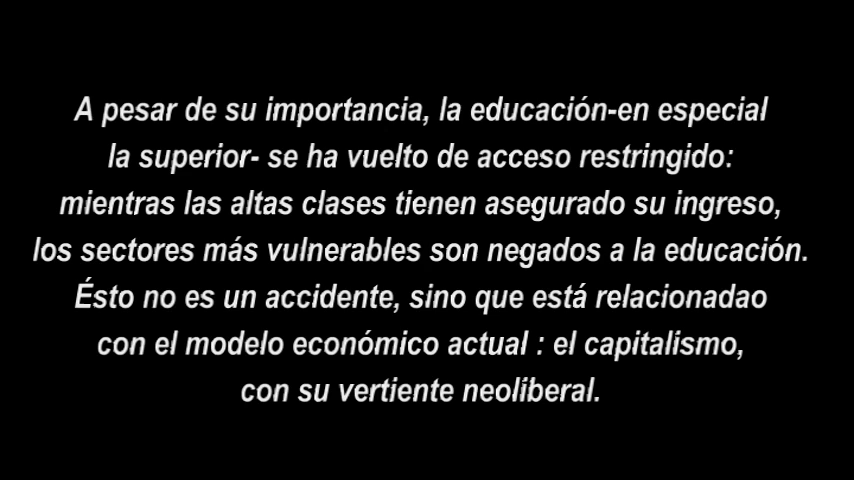 A pesar de su importancia, la educación-en especial
la superior- se ha vuelto de acceso restringido:
mientras las altas clases tienen asegurado su ingreso,
los sectores más vulnerables son negados a la educación.
Ésto no es un accidente, sino que está relacionadao
con el modelo económico actual : el capitalismo,
con su vertiente neoliberal.